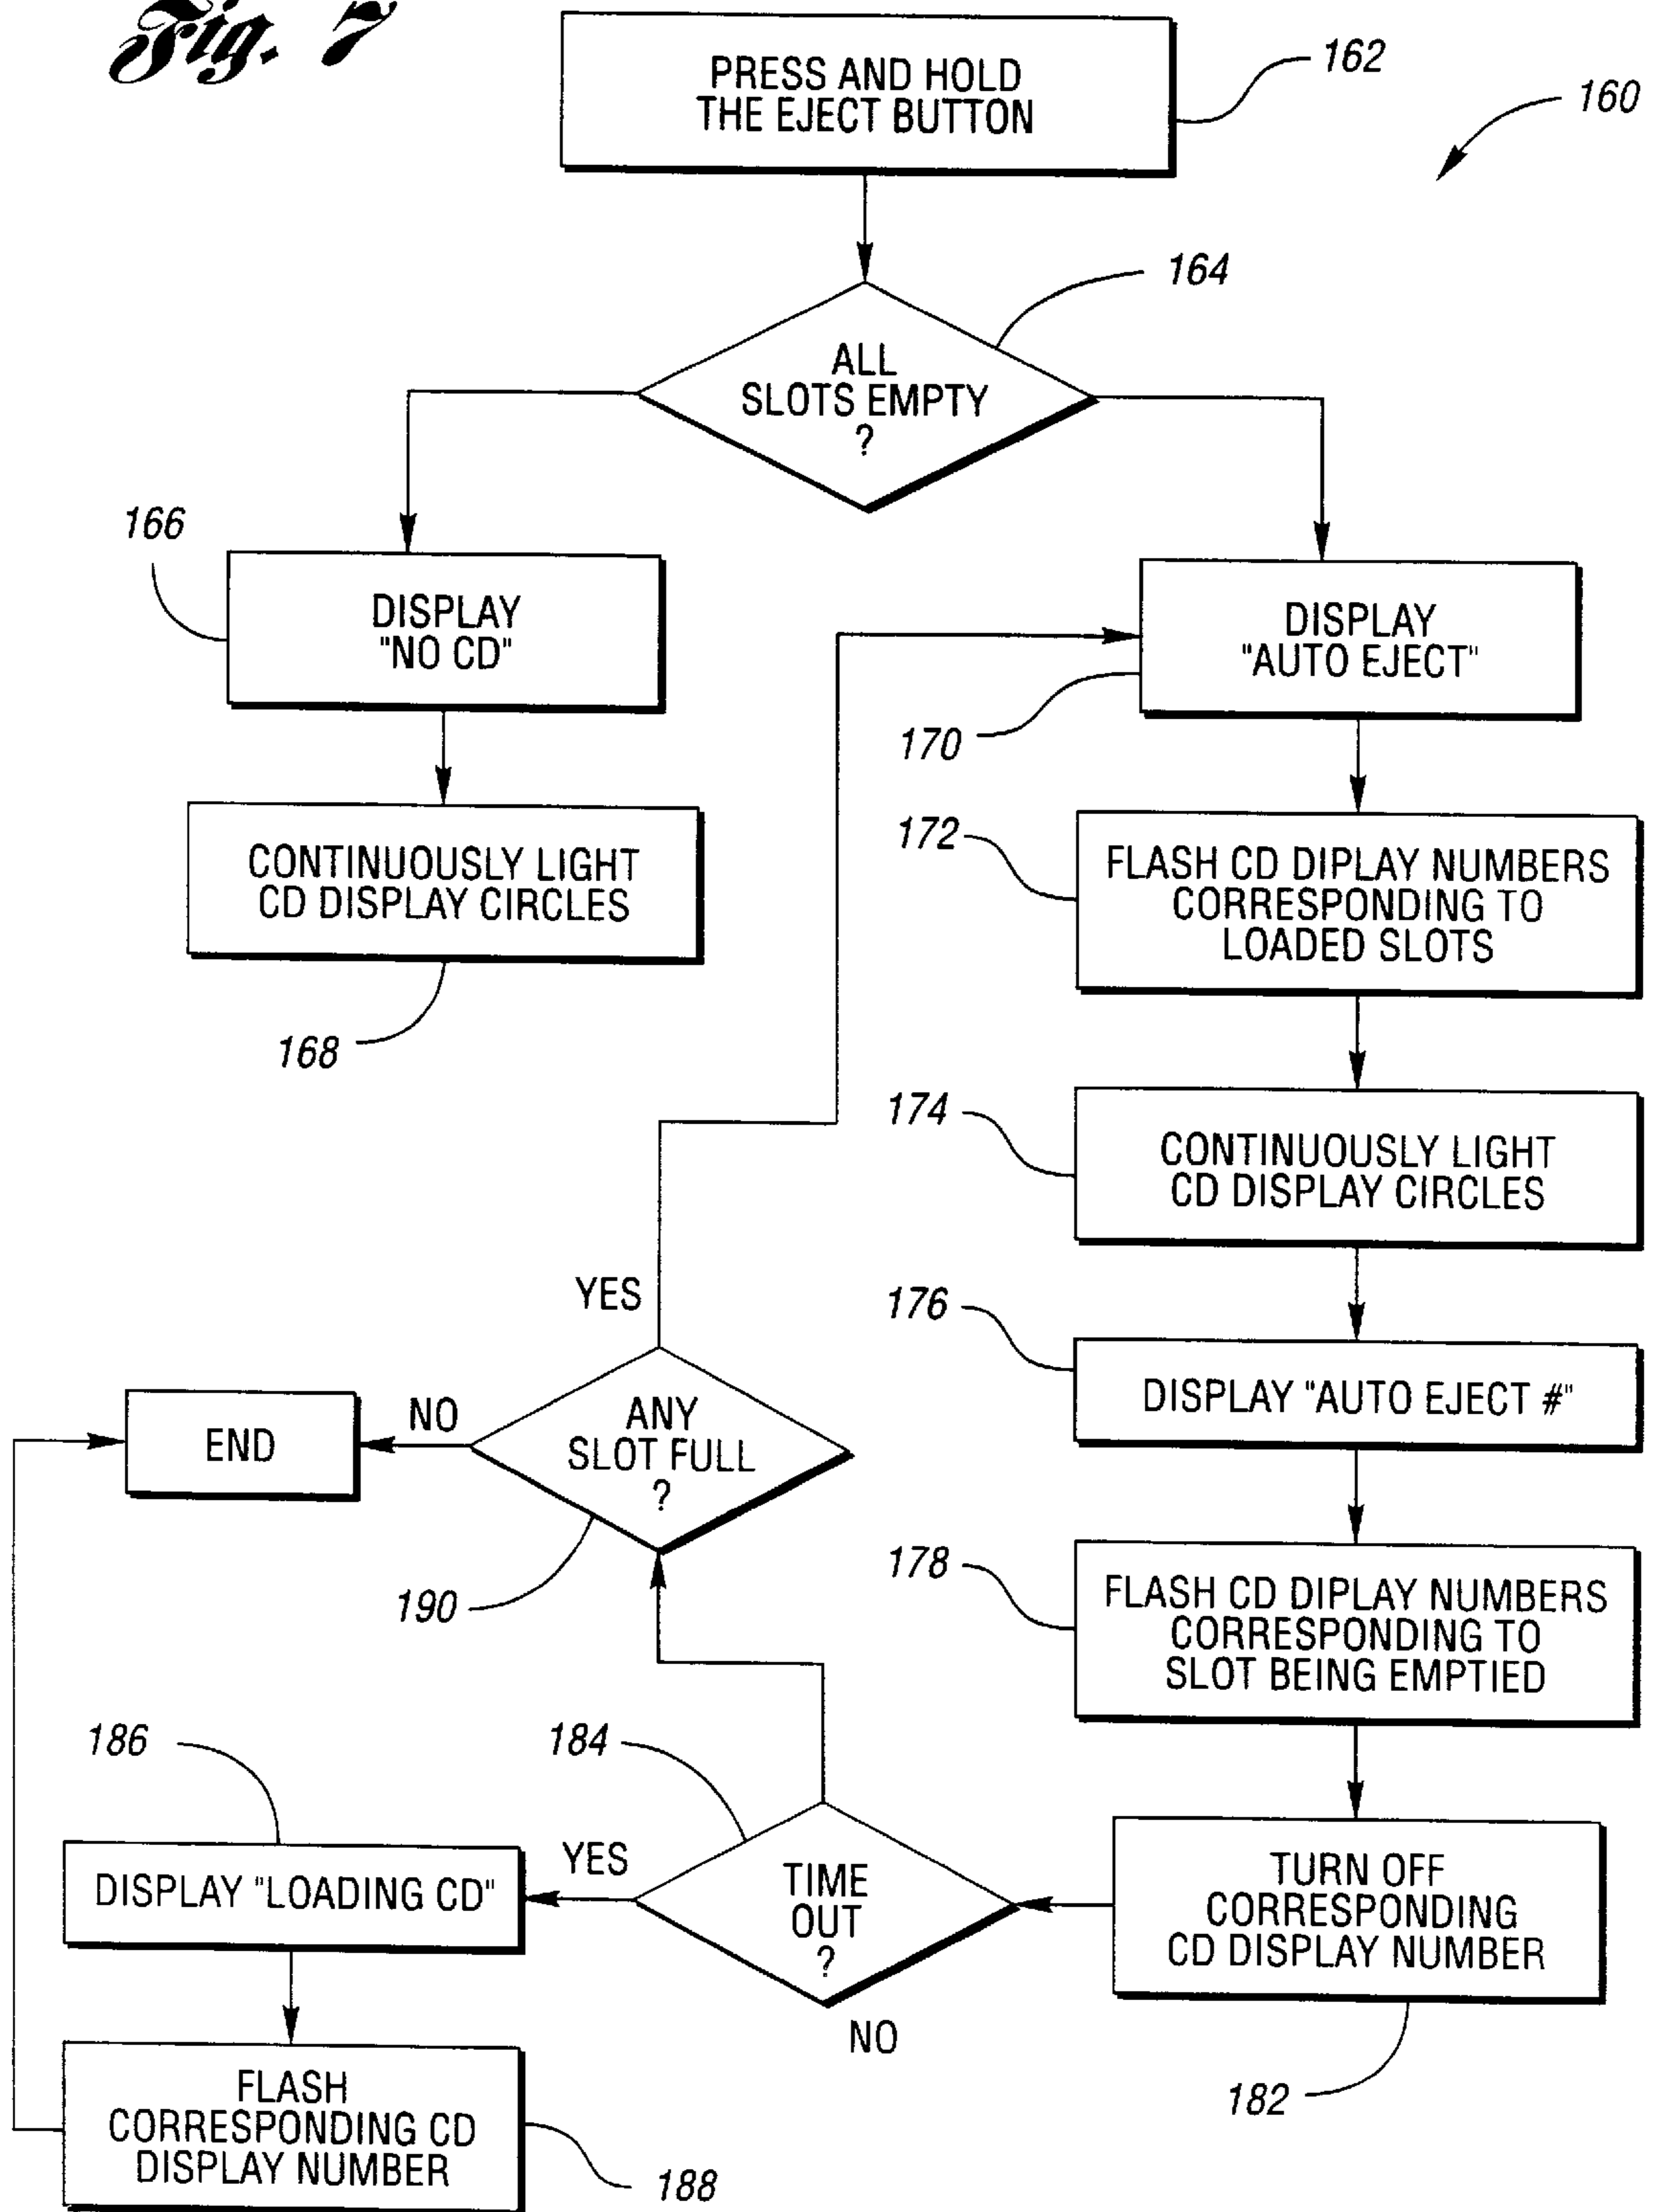 Fig. 7
PRESS AND HOLD
THE EJECT BUTTON
162
160
ALL
SLOTS EMPTY
?
164
166
DISPLAY
"NO CD"
DISPLAY
"AUTO EJECT"
170
CONTINUOUSLY LIGHT
CD DISPLAY CIRCLES
168
172
FLASH CD DIPLAY NUMBERS
CORRESPONDING TO
LOADED SLOTS
174
CONTINUOUSLY LIGHT
CD DISPLAY CIRCLES
YES
176
DISPLAY "AUTO EJECT #"
END
NO
ANY
SLOT FULL
?
190
178
FLASH CD DIPLAY NUMBERS
CORRESPONDING TO
SLOT BEING EMPTIED
186
184
DISPLAY "LOADING CD"
YES
TIME
OUT
?
NO
TURN OFF
CORRESPONDING
CD DISPLAY NUMBER
182
FLASH
CORRESPONDING CD
DISPLAY NUMBER
188